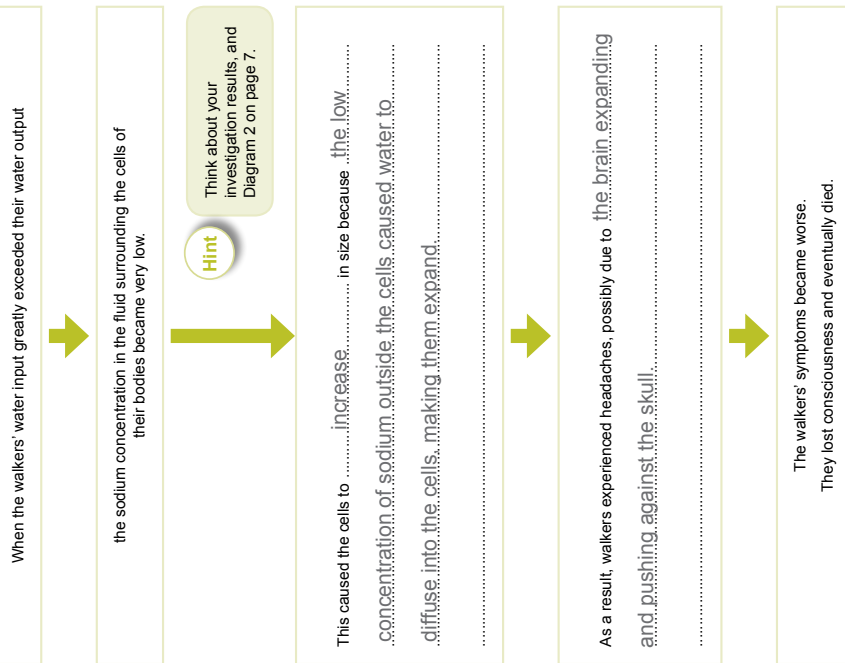 When the walkers' water input greatly exceeded their water output
the sodium concentration in the fluid surrounding the cells of
their bodies became very low.
Hint
Think about your
investigation results, and
Diagram 2 on page 7.
This caused the cells to increase in size because the low
concentration of sodium outside the cells caused water to
diffuse into the cells, making them expand.
As a result, walkers experienced headaches, possibly due to the brain expanding
and pushing against the skull.
The walkers' symptoms became worse.
They lost consciousness and eventually died.